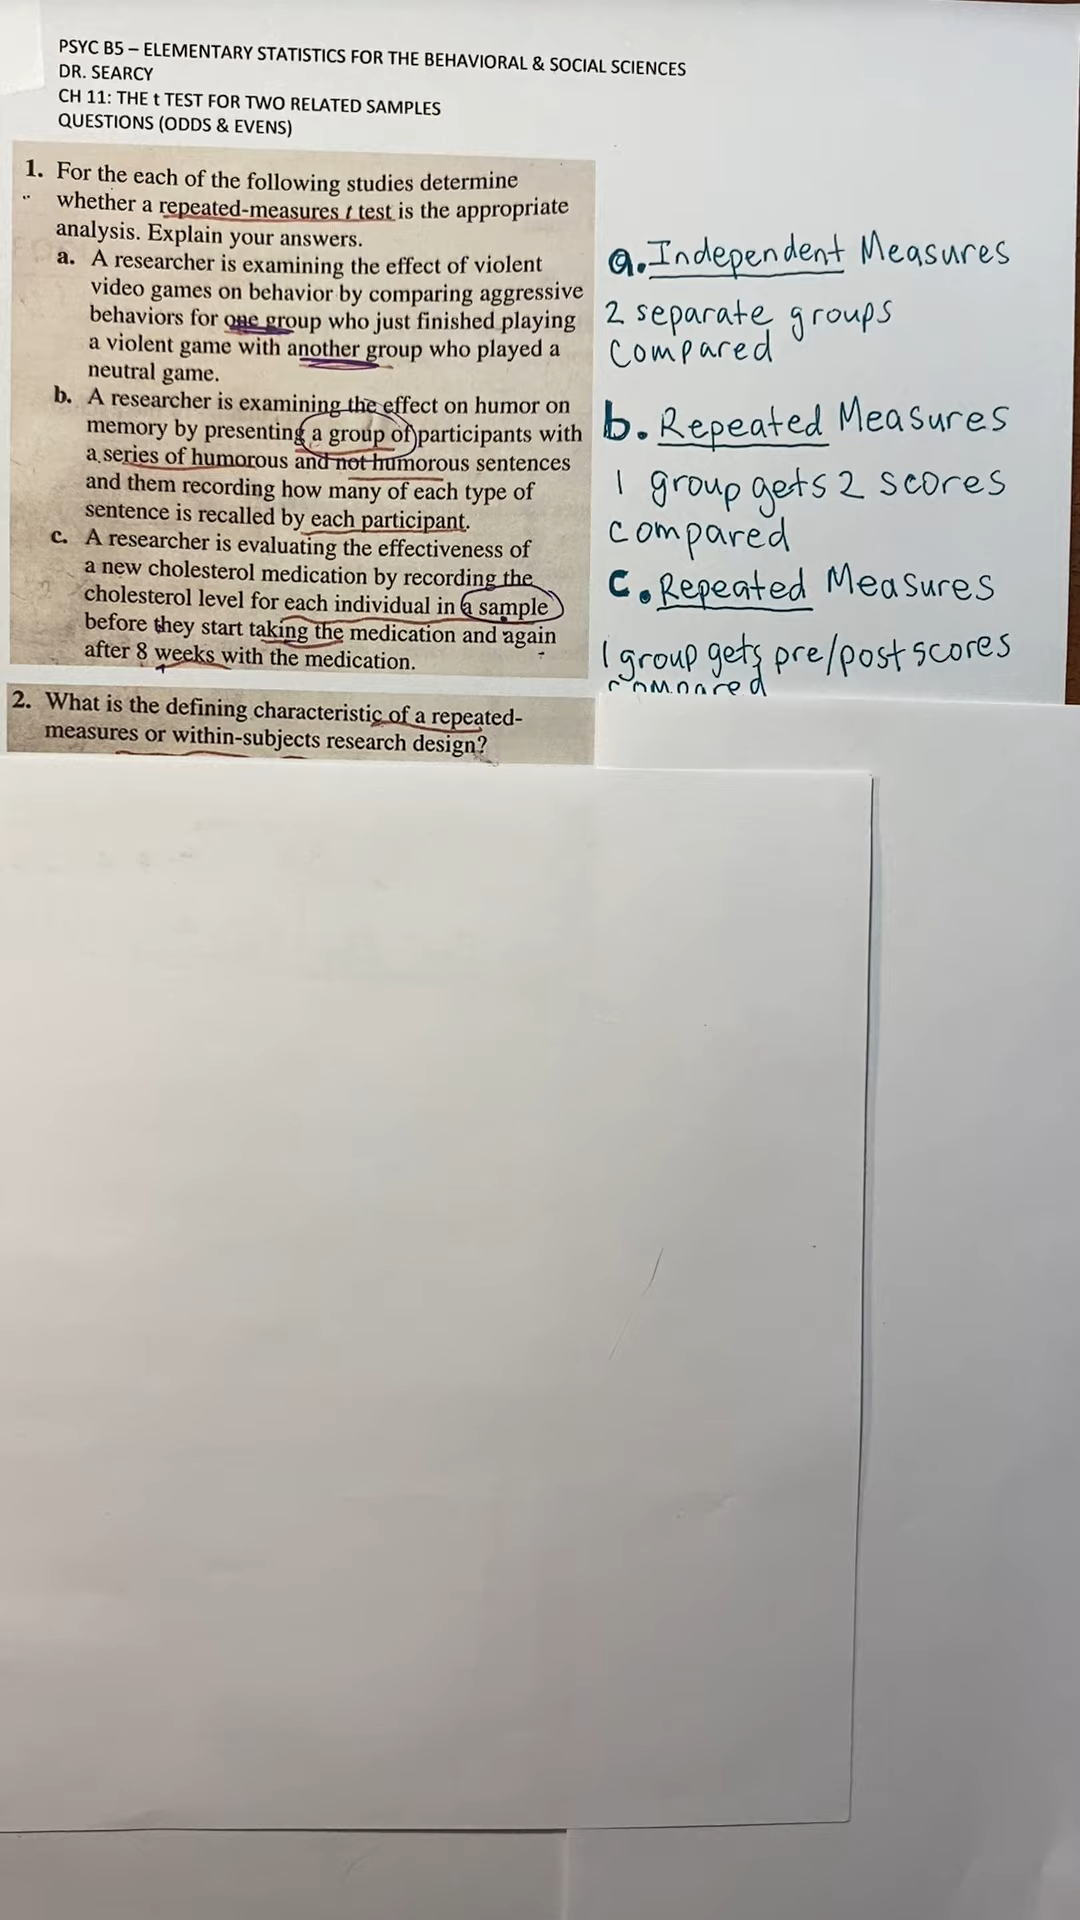 PSYC B5 – ELEMENTARY STATISTICS FOR THE BEHAVIORAL & SOCIAL SCIENCES
DR. SEARCY
CH 11: THE t TEST FOR TWO RELATED SAMPLES
QUESTIONS (ODDS & EVENS)
1. For the each of the following studies determine
whether a repeated-measures t test is the appropriate
analysis. Explain your answers.
a. A researcher is examining the effect of violent
video games on behavior by comparing aggressive
behaviors for one group who just finished playing
a violent game with another group who played a
neutral game.
b. A researcher is examining the effect on humor on
memory by presenting a group of participants with
a series of humorous and not humorous sentences
and them recording how many of each type of
sentence is recalled by each participant.
c. A researcher is evaluating the effectiveness of
a new cholesterol medication by recording the
cholesterol level for each individual in a sample
before they start taking the medication and again
after 8 weeks with the medication.
2. What is the defining characteristic of a repeated-
measures or within-subjects research design?
a. Independent Measures
2 separate groups
compared
b. Repeated Measures
1 group gets 2 scores
compared
c. Repeated Measures
1 group gets pre/post scores
compared